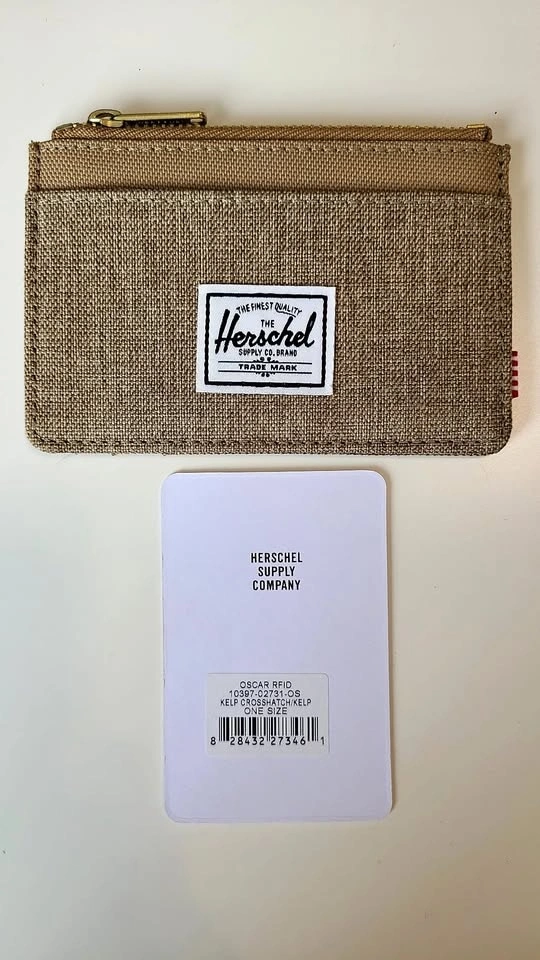 THE FINEST QUALITY
THE
Herschel
SUPPLY CO. BRAND
TRADE MARK
HERSCHEL
SUPPLY
COMPANY
OSCAR RFID
10397-02731-OS
KELP CROSSHATCH/KELP
ONE SIZE
8 28432 27346 1